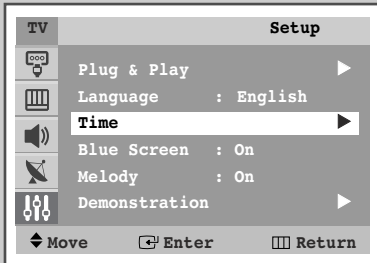 TV Setup
Plug & Play
Language : English
Time
Blue Screen : On
Melody : On
Demonstration
Move Enter Return